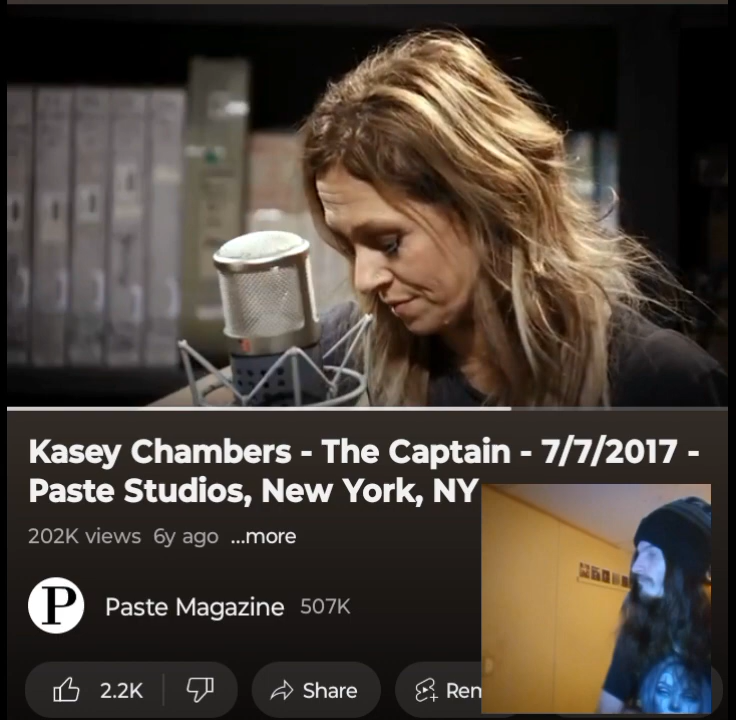 Kasey Chambers - The Captain - 7/7/2017 -
Paste Studios, New York, NY
202K views 6y ago ...more
P Paste Magazine 507K
2.2K Share Ren